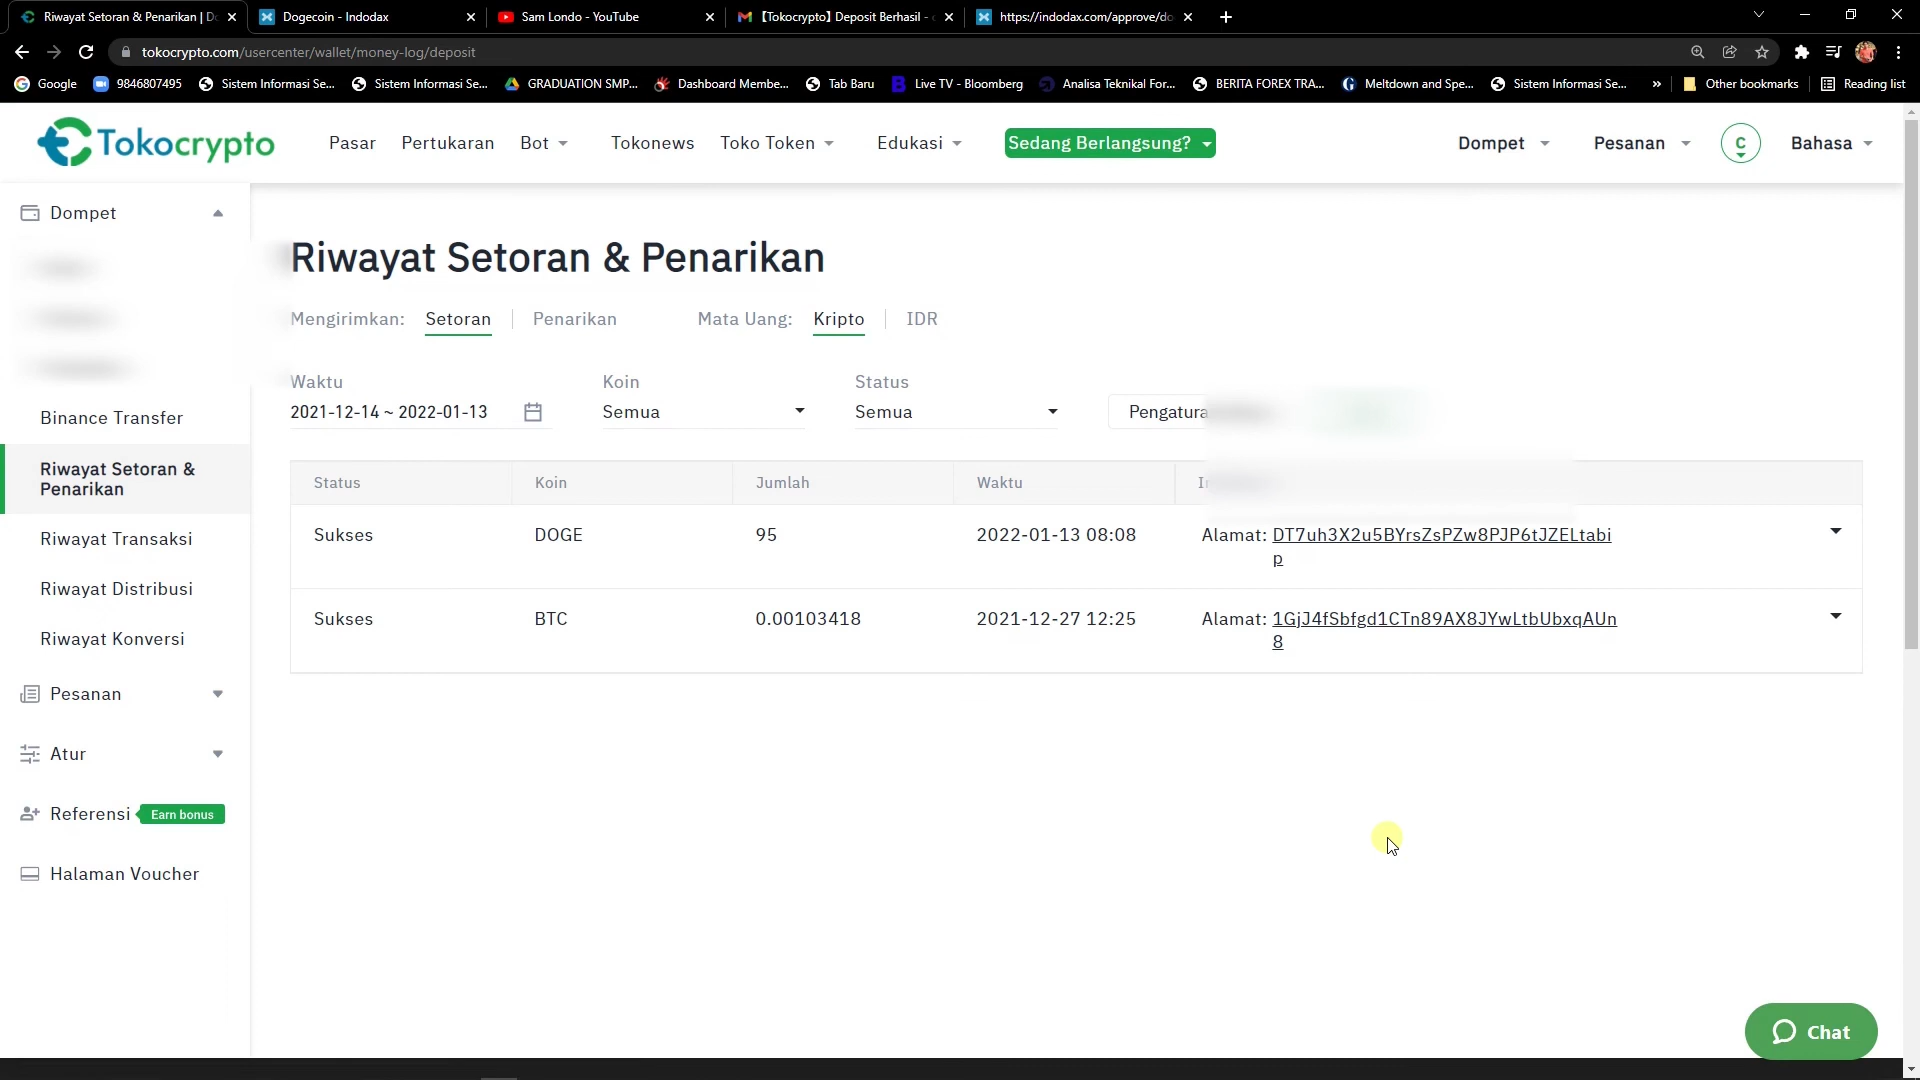 Riwayat Setoran & Penarikan | Do
Dogecoin - Indodax
Sam Londo - YouTube
【Tokocrypto】Deposit Berhasil - c
https://indodax.com/approve/do
tokocrypto.com/usercenter/wallet/money-log/deposit
Google
9846807495
Sistem Informasi Se...
Sistem Informasi Se...
GRADUATION SMP...
Dashboard Membe...
Tab Baru
Live TV - Bloomberg
Analisa Teknikal For...
BERITA FOREX TRA...
Meltdown and Spe...
Sistem Informasi Se...
»
Other bookmarks
Reading list
Tokocrypto
Pasar
Pertukaran
Bot
Tokonews
Toko Token
Edukasi
Sedang Berlangsung?
Dompet
Pesanan
C
Bahasa
Dompet
Binance Transfer
Riwayat Setoran &
Penarikan
Riwayat Transaksi
Riwayat Distribusi
Riwayat Konversi
Pesanan
Atur
Referensi
Earn bonus
Halaman Voucher
Riwayat Setoran & Penarikan
Mengirimkan: Setoran | Penarikan
Mata Uang: Kripto | IDR
Waktu
2021-12-14 ~ 2022-01-13
Koin
Semua
Status
Semua
Status Koin Jumlah Waktu
Sukses DOGE 95 2022-01-13 08:08 Alamat: DT7uh3X2u5BYrsZsPZw8PJP6tJZELtabi
p
Sukses BTC 0.00103418 2021-12-27 12:25 Alamat: 1GjJ4fSbfgd1CTn89AX8JYwLtbUbxqAUn
8
Chat